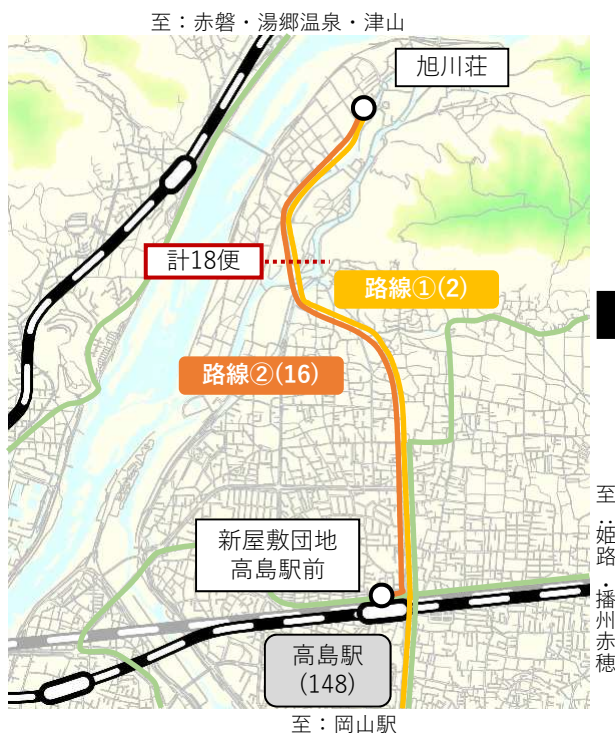 至：赤磐・湯郷温泉・津山
旭川荘
計18便
路線①(2)
路線②(16)
新屋敷団地
高島駅前
至：姫路・播州赤穂
高島駅
(148)
至：岡山駅